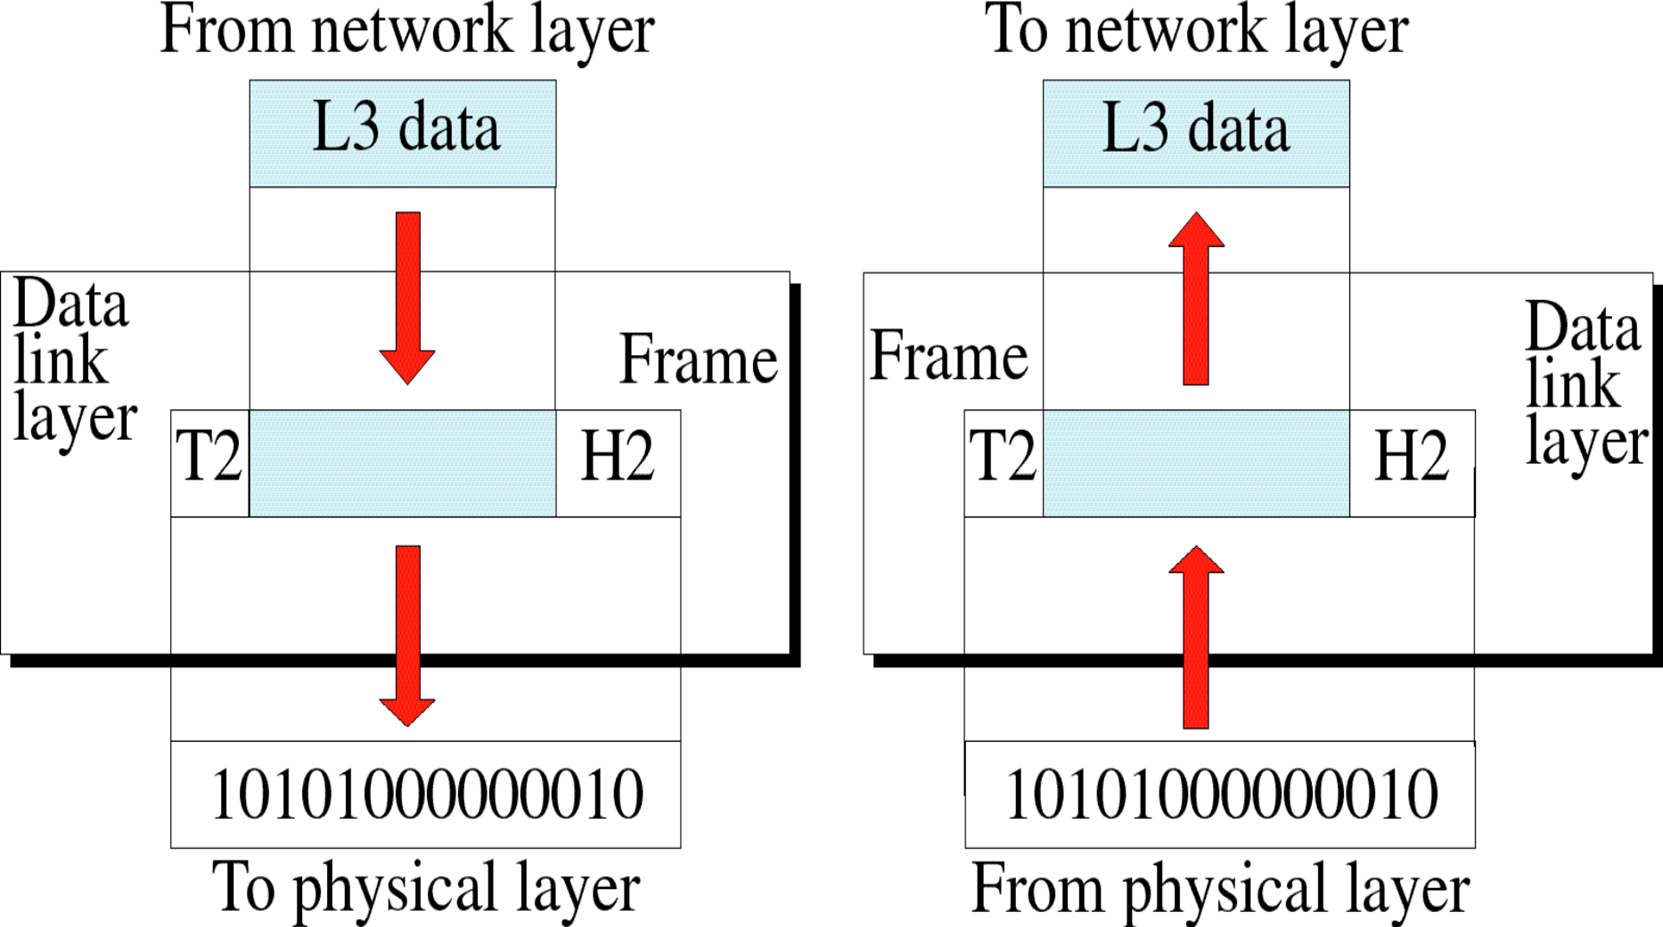 From network layer
L3 data
Data
link
layer
Frame
T2
H2
10101000000010
To physical layer
To network layer
L3 data
Frame
Data
link
layer
T2
H2
10101000000010
From physical layer